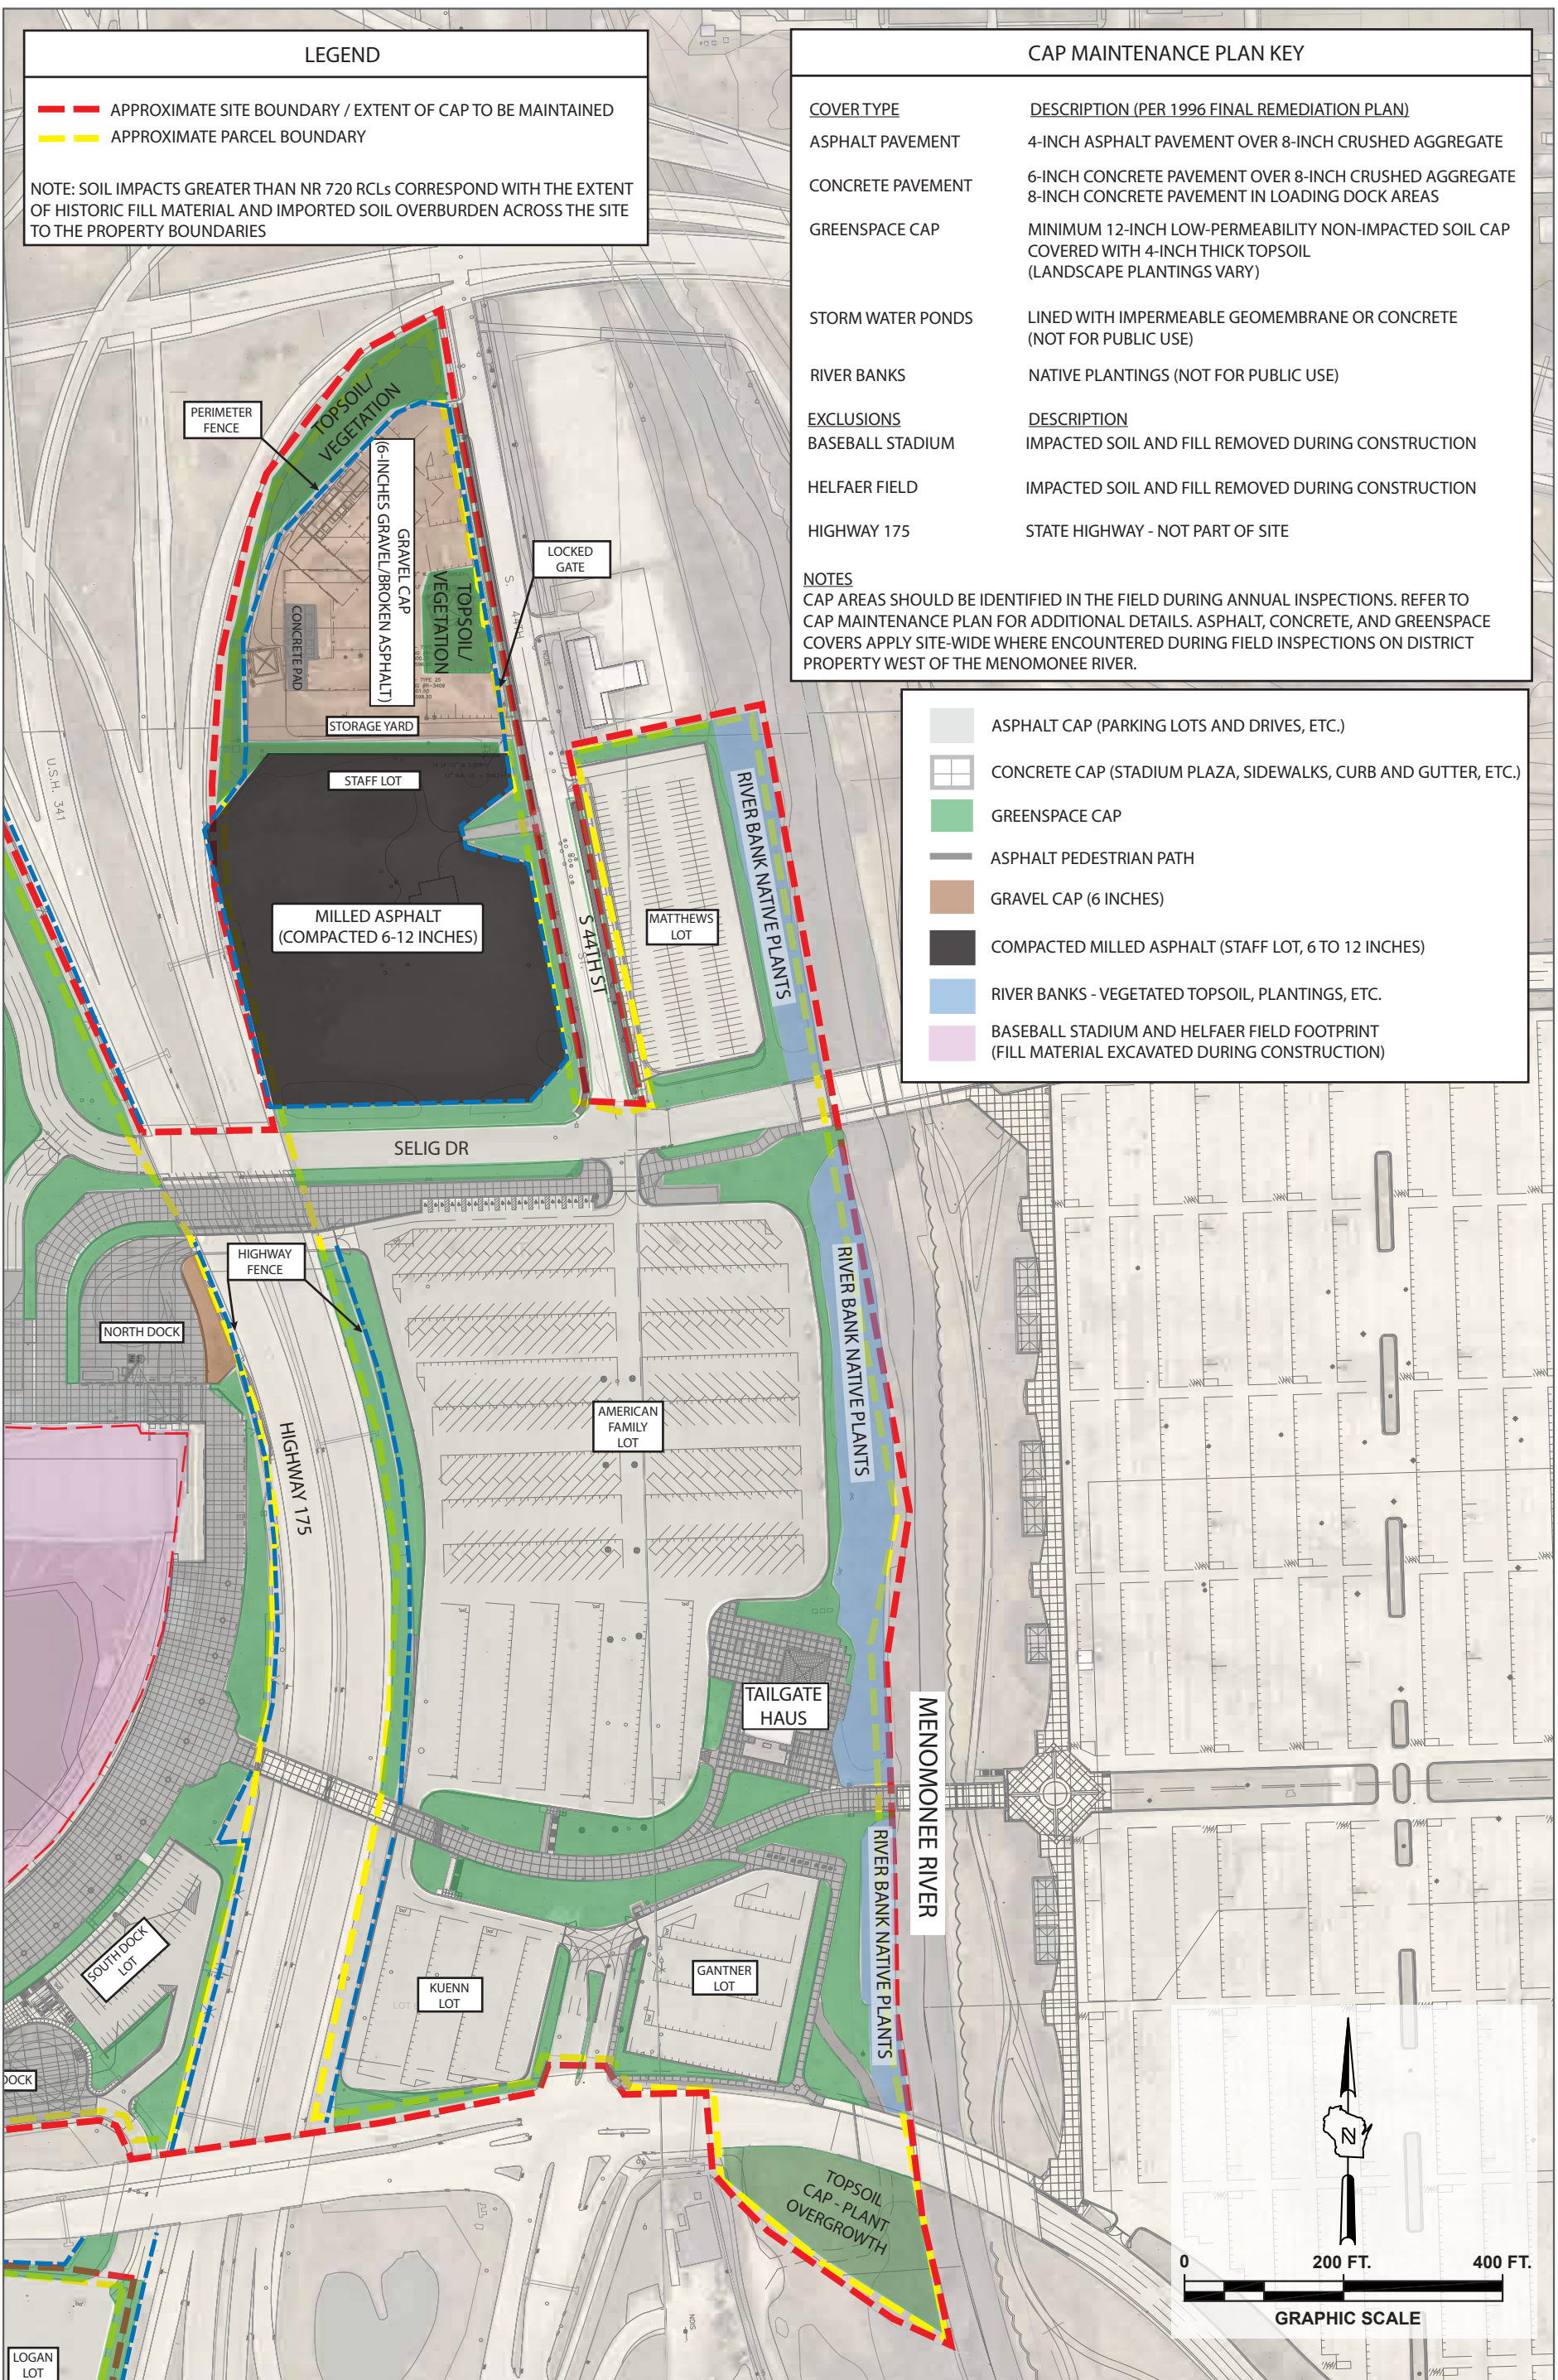 LEGEND
APPROXIMATE SITE BOUNDARY / EXTENT OF CAP TO BE MAINTAINED
APPROXIMATE PARCEL BOUNDARY
NOTE: SOIL IMPACTS GREATER THAN NR 720 RCLs CORRESPOND WITH THE EXTENT
OF HISTORIC FILL MATERIAL AND IMPORTED SOIL OVERBURDEN ACROSS THE SITE
TO THE PROPERTY BOUNDARIES
CAP MAINTENANCE PLAN KEY
COVER TYPE DESCRIPTION (PER 1996 FINAL REMEDIATION PLAN)
ASPHALT PAVEMENT 4-INCH ASPHALT PAVEMENT OVER 8-INCH CRUSHED AGGREGATE
CONCRETE PAVEMENT 6-INCH CONCRETE PAVEMENT OVER 8-INCH CRUSHED AGGREGATE
8-INCH CONCRETE PAVEMENT IN LOADING DOCK AREAS
GREENSPACE CAP MINIMUM 12-INCH LOW-PERMEABILITY NON-IMPACTED SOIL CAP
COVERED WITH 4-INCH THICK TOPSOIL
(LANDSCAPE PLANTINGS VARY)
STORM WATER PONDS LINED WITH IMPERMEABLE GEOMEMBRANE OR CONCRETE
(NOT FOR PUBLIC USE)
RIVER BANKS NATIVE PLANTINGS (NOT FOR PUBLIC USE)
EXCLUSIONS DESCRIPTION
BASEBALL STADIUM IMPACTED SOIL AND FILL REMOVED DURING CONSTRUCTION
HELFAER FIELD IMPACTED SOIL AND FILL REMOVED DURING CONSTRUCTION
HIGHWAY 175 STATE HIGHWAY - NOT PART OF SITE
NOTES
CAP AREAS SHOULD BE IDENTIFIED IN THE FIELD DURING ANNUAL INSPECTIONS. REFER TO
CAP MAINTENANCE PLAN FOR ADDITIONAL DETAILS. ASPHALT, CONCRETE, AND GREENSPACE
COVERS APPLY SITE-WIDE WHERE ENCOUNTERED DURING FIELD INSPECTIONS ON DISTRICT
PROPERTY WEST OF THE MENOMONEE RIVER.
ASPHALT CAP (PARKING LOTS AND DRIVES, ETC.)
CONCRETE CAP (STADIUM PLAZA, SIDEWALKS, CURB AND GUTTER, ETC.)
GREENSPACE CAP
ASPHALT PEDESTRIAN PATH
GRAVEL CAP (6 INCHES)
COMPACTED MILLED ASPHALT (STAFF LOT, 6 TO 12 INCHES)
RIVER BANKS - VEGETATED TOPSOIL, PLANTINGS, ETC.
BASEBALL STADIUM AND HELFAER FIELD FOOTPRINT
(FILL MATERIAL EXCAVATED DURING CONSTRUCTION)
PERIMETER
FENCE
TOPSOIL/
VEGETATION
GRAVEL CAP
(6-INCHES GRAVEL/BROKEN ASPHALT)
LOCKED
GATE
TOPSOIL/
VEGETATION
CONCRETE PAD
S. 44TH
STORAGE YARD
STAFF LOT
U.S.H. 341
MILLED ASPHALT
(COMPACTED 6-12 INCHES)
S 44TH ST
MATTHEWS
LOT
RIVER BANK NATIVE PLANTS
SELIG DR
HIGHWAY
FENCE
NORTH DOCK
HIGHWAY 175
AMERICAN
FAMILY
LOT
RIVER BANK NATIVE PLANTS
TAILGATE
HAUS
MENOMONEE RIVER
RIVER BANK NATIVE PLANTS
SOUTH DOCK
LOT
KUENN
LOT
GANTNER
LOT
DOCK
TOPSOIL
CAP - PLANT
OVERGROWTH
SIGN
LOGAN
LOT
N
0 200 FT. 400 FT.
GRAPHIC SCALE